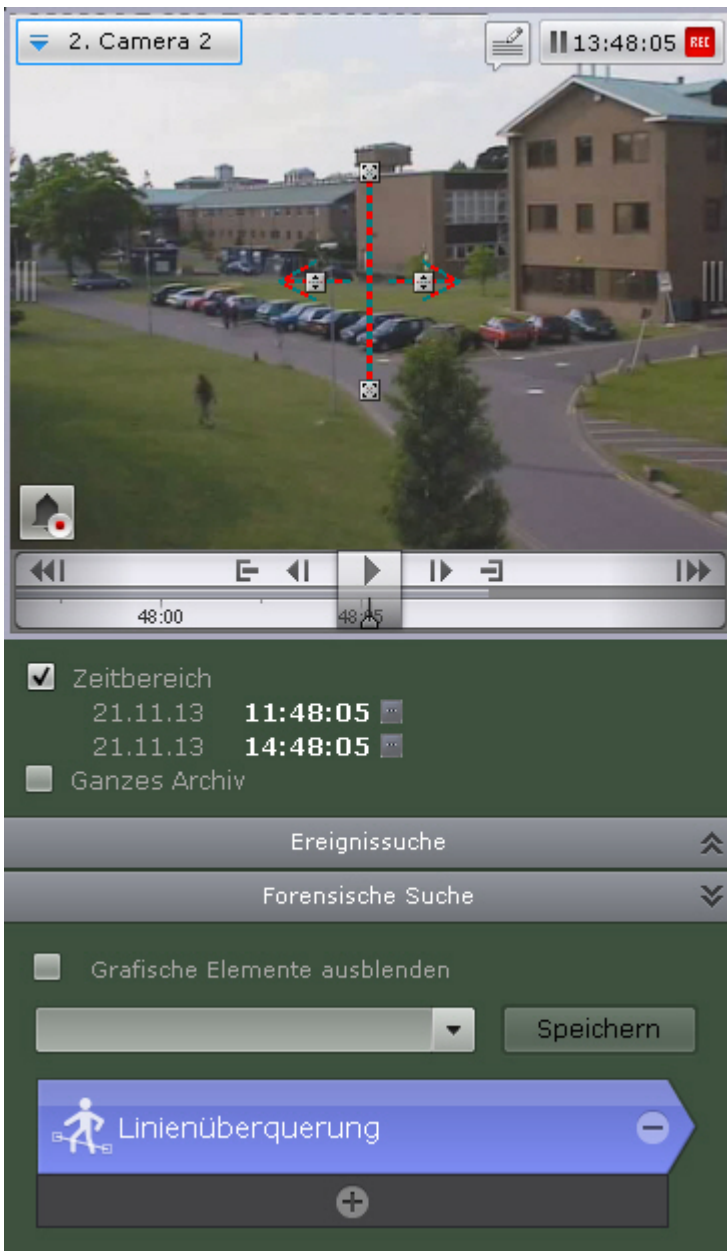 2. Camera 2
13:48:05 REC
48:00 48:05
Zeitbereich
21.11.13 11:48:05
21.11.13 14:48:05
Ganzes Archiv
Ereignissuche
Forensische Suche
Grafische Elemente ausblenden
Speichern
Linienüberquerung